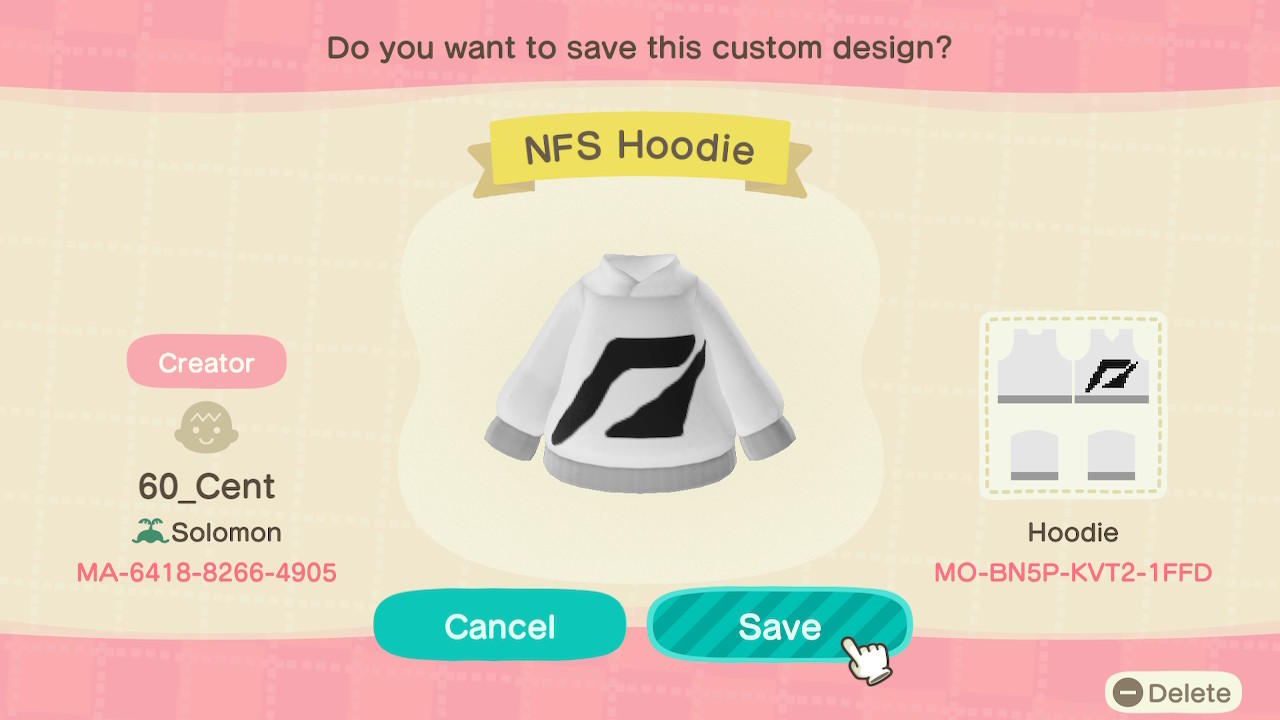 Do you want to save this custom design?
NFS Hoodie
Creator
60_Cent
Solomon
MA-6418-8266-4905
Hoodie
MO-BN5P-KVT2-1FFD
Cancel
Save
Delete